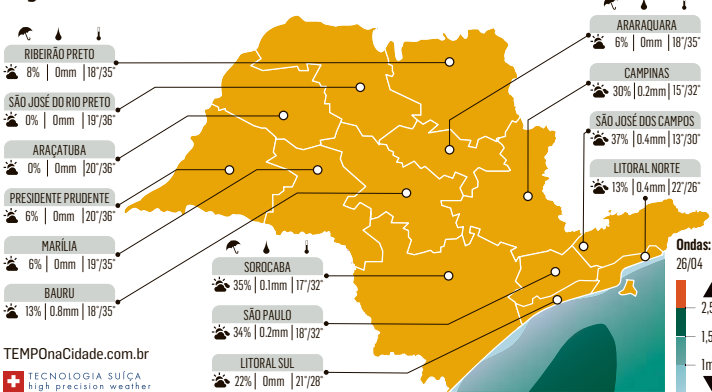 RIBEIRÃO PRETO
8% | 0mm | 18°/35°
SÃO JOSÉ DO RIO PRETO
0% | 0mm | 19°/36°
ARAÇATUBA
0% | 0mm | 20°/36°
PRESIDENTE PRUDENTE
6% | 0mm | 20°/36°
MARÍLIA
6% | 0mm | 19°/35°
BAURU
13% | 0.8mm | 18°/35°
SOROCABA
35% | 0.1mm | 17°/32°
SÃO PAULO
34% | 0.2mm | 18°/32°
LITORAL SUL
22% | 0mm | 21°/28°
ARARAQUARA
6% | 0mm | 18°/35°
CAMPINAS
30% | 0.2mm | 15°/32°
SÃO JOSÉ DOS CAMPOS
37% | 0.4mm | 13°/30°
LITORAL NORTE
13% | 0.4mm | 22°/26°
Ondas:
26/04
2,5
1,5
1m
TEMPOnaCidade.com.br
TECNOLOGIA SUÍÇA
high precision weather